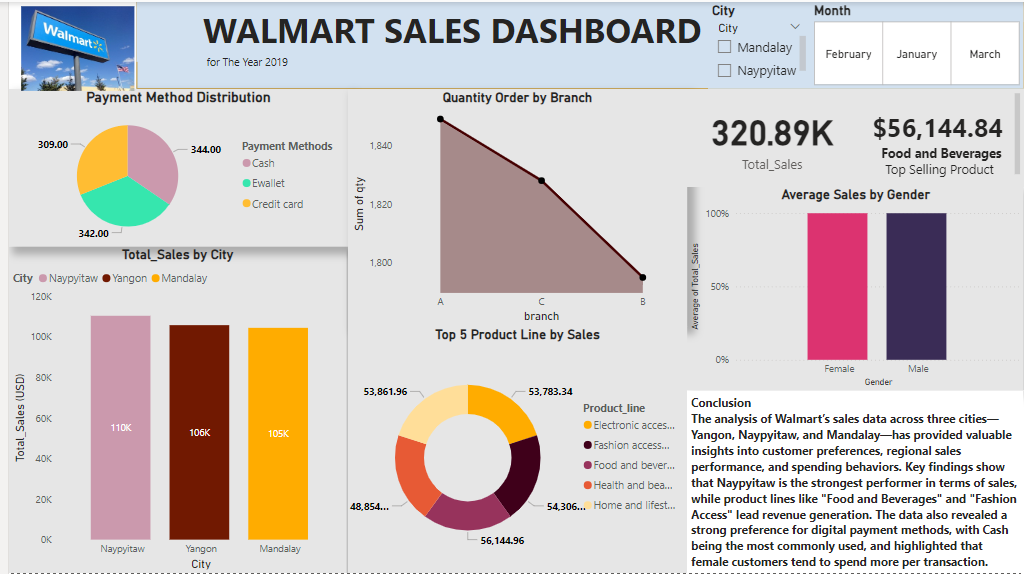 Walmart
WALMART SALES DASHBOARD
for The Year 2019
City
City
Mandalay
Naypyitaw
Month
February
January
March
Payment Method Distribution
309.00
344.00
342.00
Payment Methods
Cash
Ewallet
Credit card
Quantity Order by Branch
Sum of qty
1,840
1,820
1,800
A
C
B
branch
320.89K
Total_Sales
$56,144.84
Food and Beverages
Top Selling Product
Average Sales by Gender
Average of Total_Sales
100%
50%
0%
Female
Male
Gender
Total_Sales by City
City
Naypyitaw
Yangon
Mandalay
Total_Sales (USD)
120K
100K
80K
60K
40K
20K
0K
110K
106K
105K
Naypyitaw
Yangon
Mandalay
City
Top 5 Product Line by Sales
53,861.96
53,783.34
48,854...
54,306...
56,144.96
Product_line
Electronic acces...
Fashion access...
Food and bever...
Health and bea...
Home and lifest...
Conclusion
The analysis of Walmart's sales data across three cities—
Yangon, Naypyitaw, and Mandalay—has provided valuable
insights into customer preferences, regional sales
performance, and spending behaviors. Key findings show
that Naypyitaw is the strongest performer in terms of sales,
while product lines like "Food and Beverages" and "Fashion
Access" lead revenue generation. The data also revealed a
strong preference for digital payment methods, with Cash
being the most commonly used, and highlighted that
female customers tend to spend more per transaction.